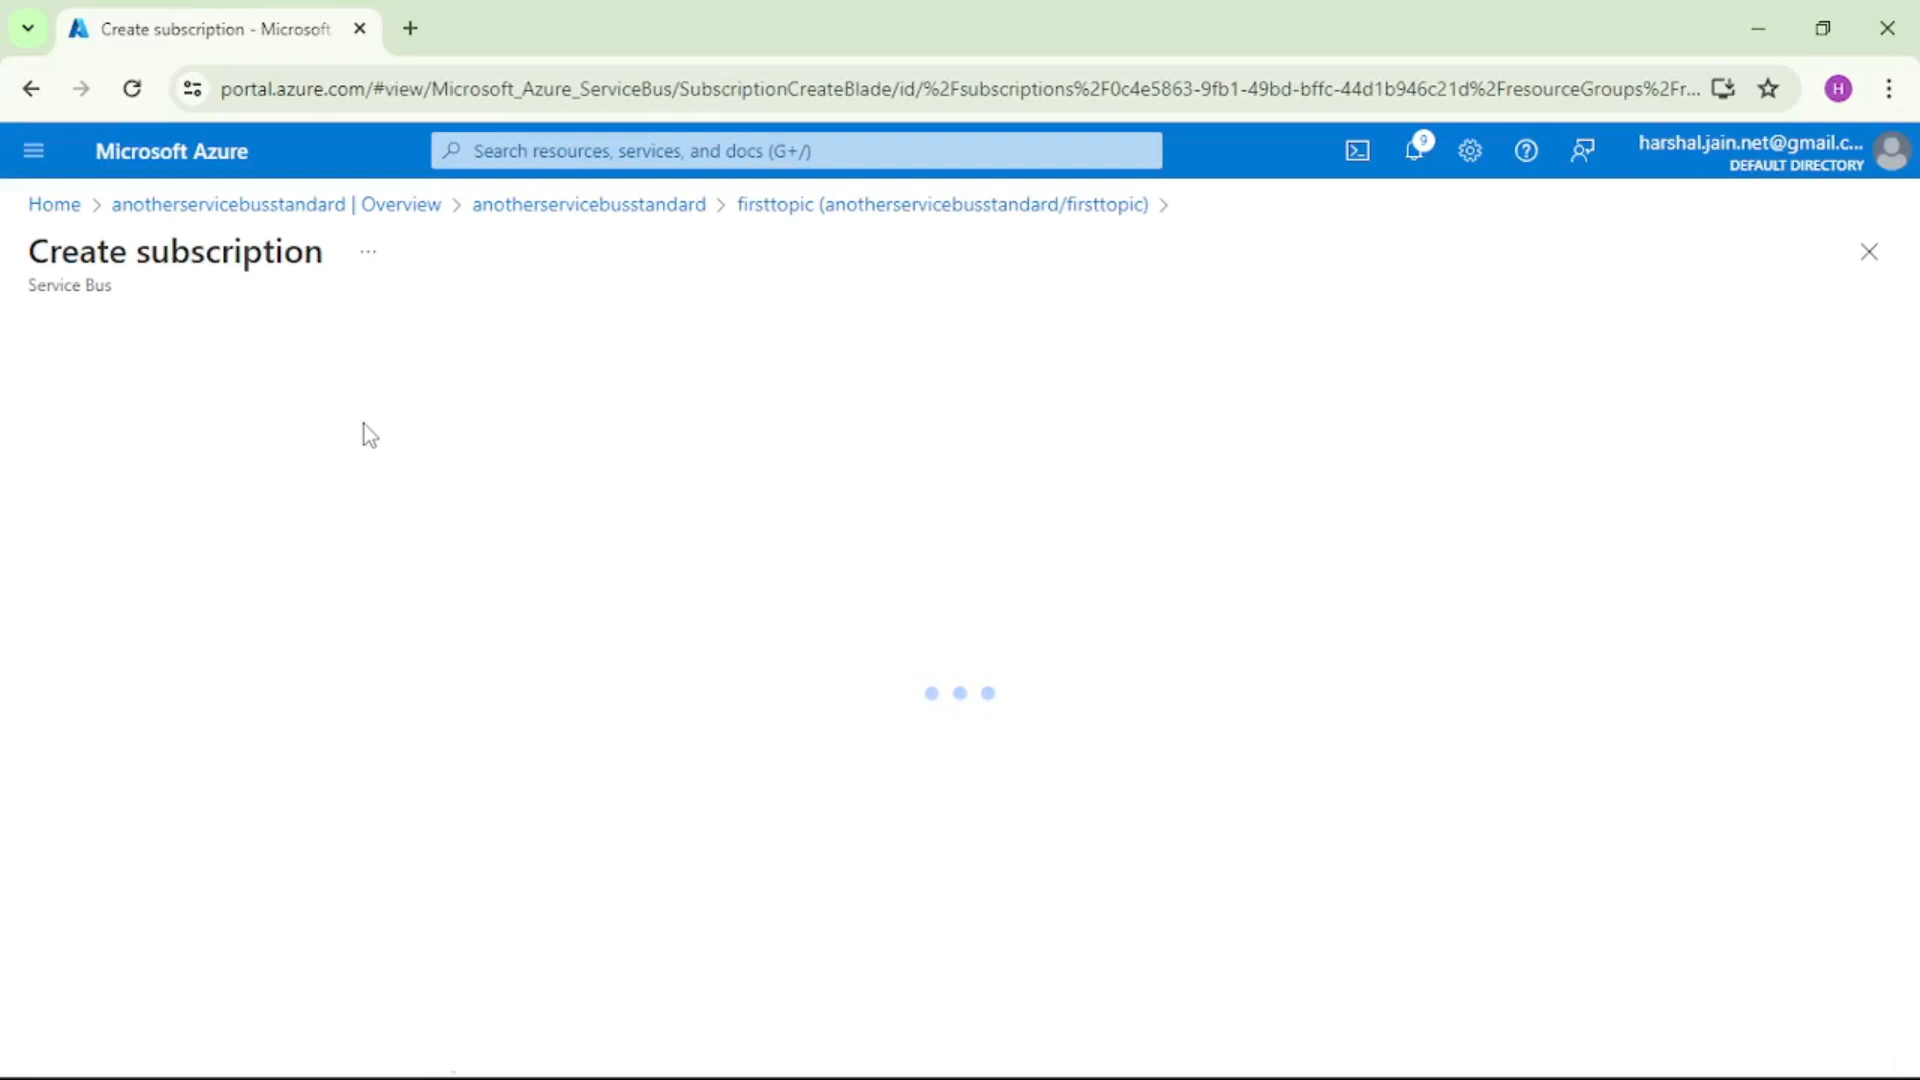 Create subscription - Microsoft
portal.azure.com/#view/Microsoft_Azure_ServiceBus/SubscriptionCreateBlade/id/%2Fsubscriptions%2F0c4e5863-9fb1-49bd-bffc-44d1b946c21d%2FresourceGroups%2Fr...
H
Microsoft Azure
Search resources, services, and docs (G+/)
9
harshal.jain.net@gmail.c...
DEFAULT DIRECTORY
Home > anotherservicebusstandard | Overview > anotherservicebusstandard > firsttopic (anotherservicebusstandard/firsttopic) >
Create subscription ...
Service Bus